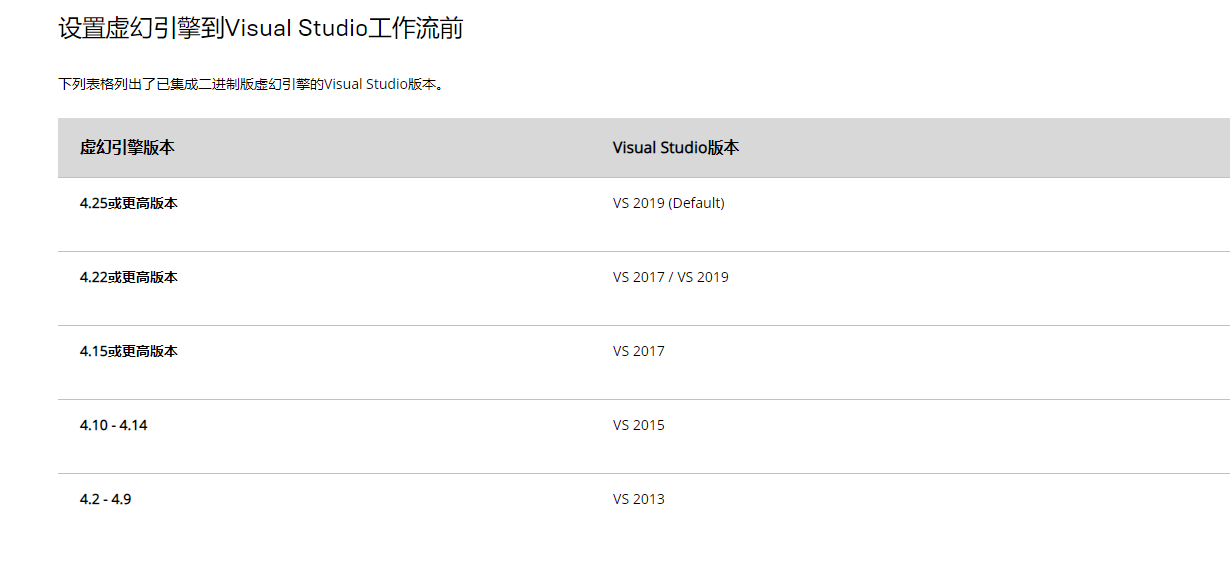 设置虚幻引擎到Visual Studio工作流前
下列表格列出了已集成二进制版虚幻引擎的Visual Studio版本。
虚幻引擎版本 Visual Studio版本
4.25或更高版本 VS 2019 (Default)
4.22或更高版本 VS 2017 / VS 2019
4.15或更高版本 VS 2017
4.10 - 4.14 VS 2015
4.2 - 4.9 VS 2013